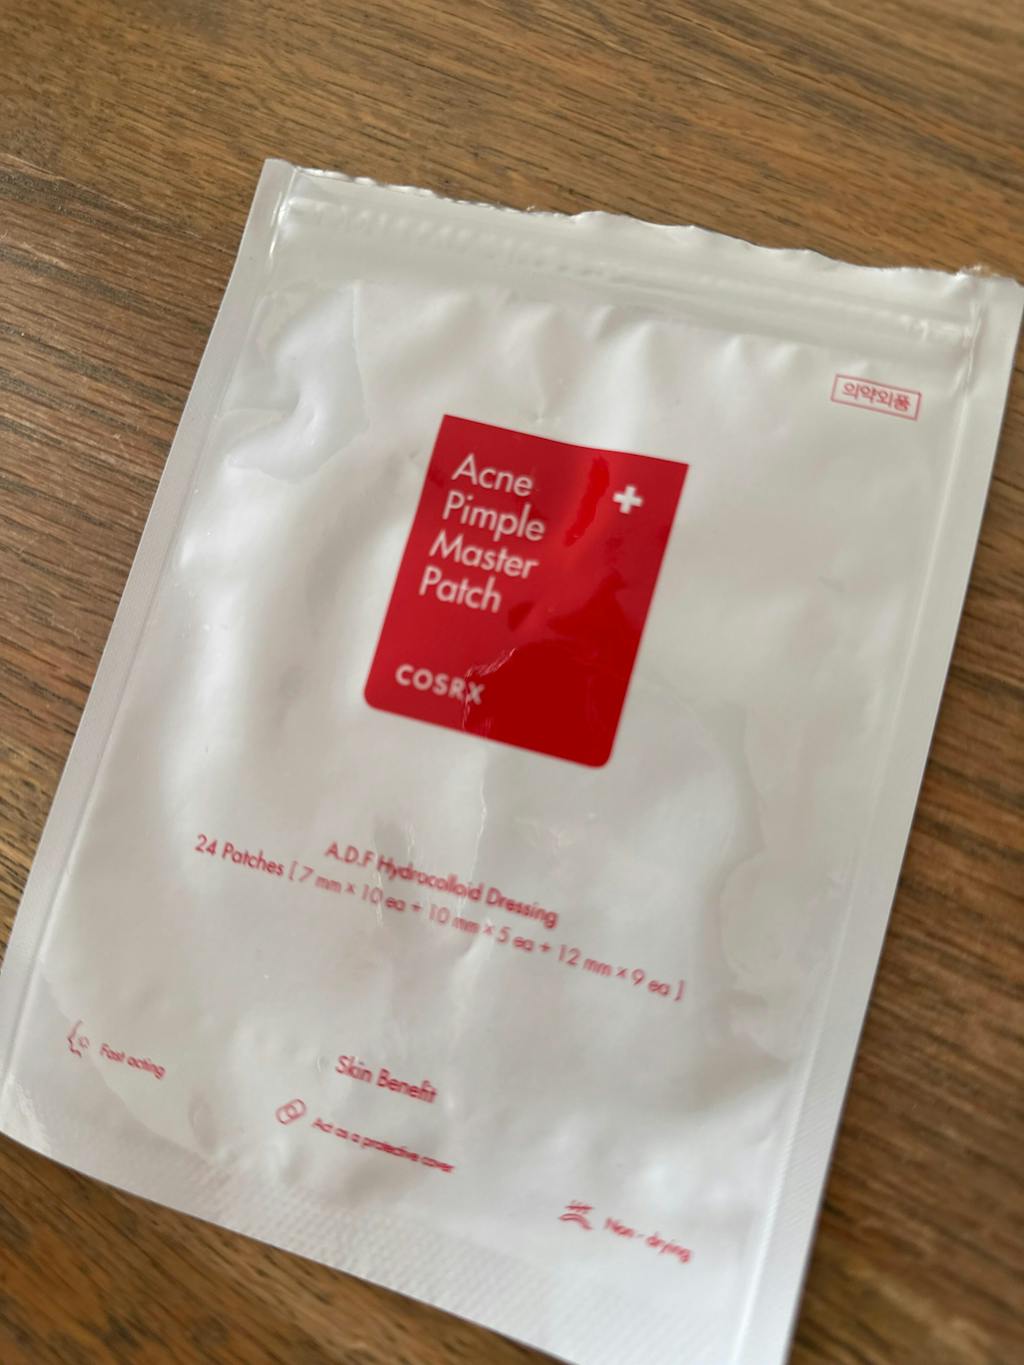 의약외품
Acne
Pimple
Master
Patch
COSRX
A.D.F Hydrocolloid Dressing
24 Patches [ 7 mm x 10 ea + 10 mm x 5 ea + 12 mm x 9 ea ]
Skin Benefit
Fast acting
Act as a protective cover
Non - drying